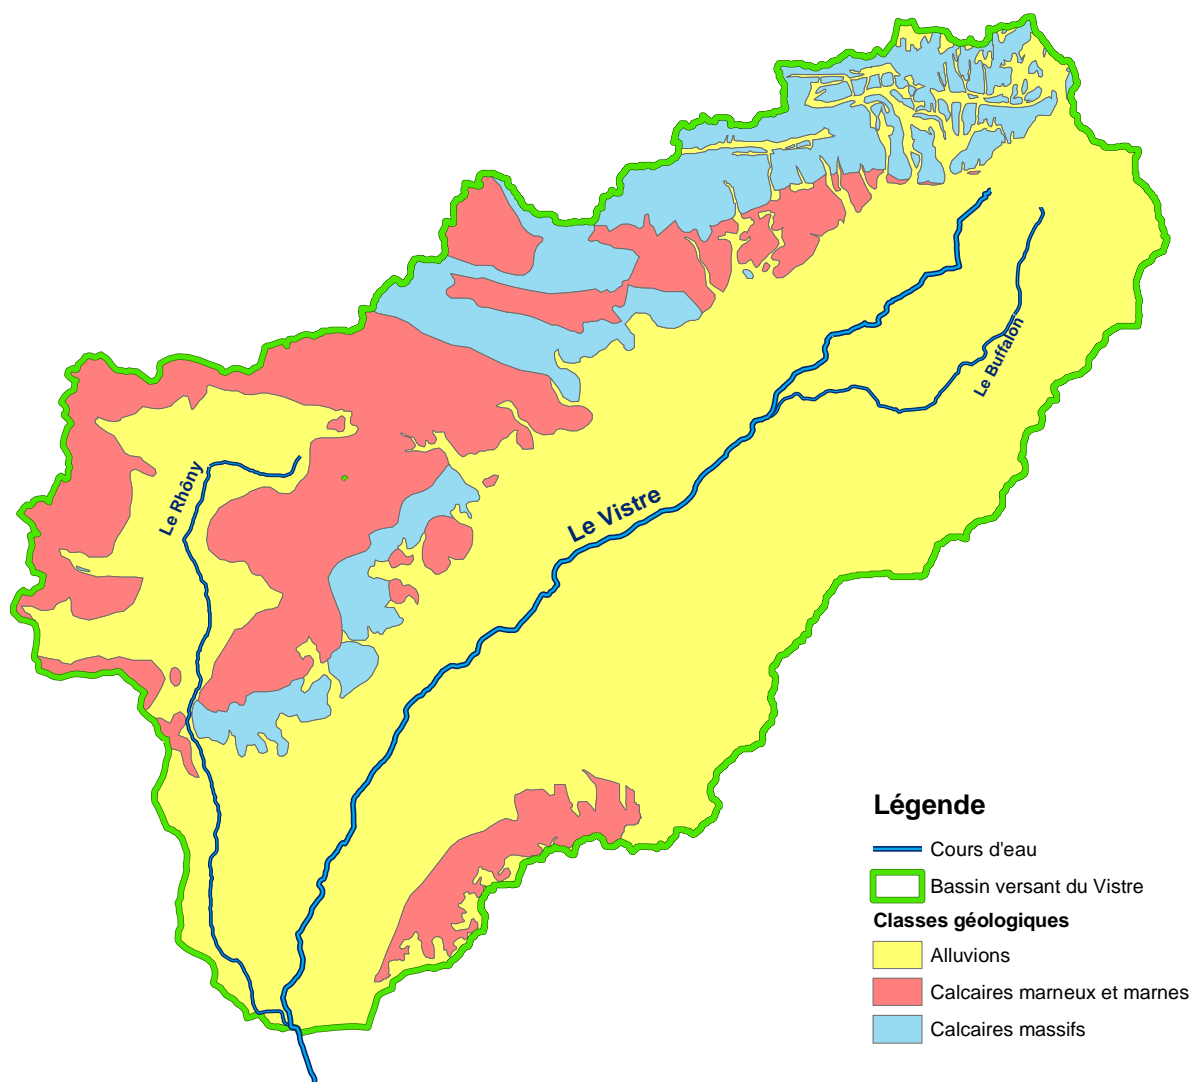 Le Buffalon
Le Rhôny
Le Vistre
Légende
Cours d'eau
Bassin versant du Vistre
Classes géologiques
Alluvions
Calcaires marneux et marnes
Calcaires massifs